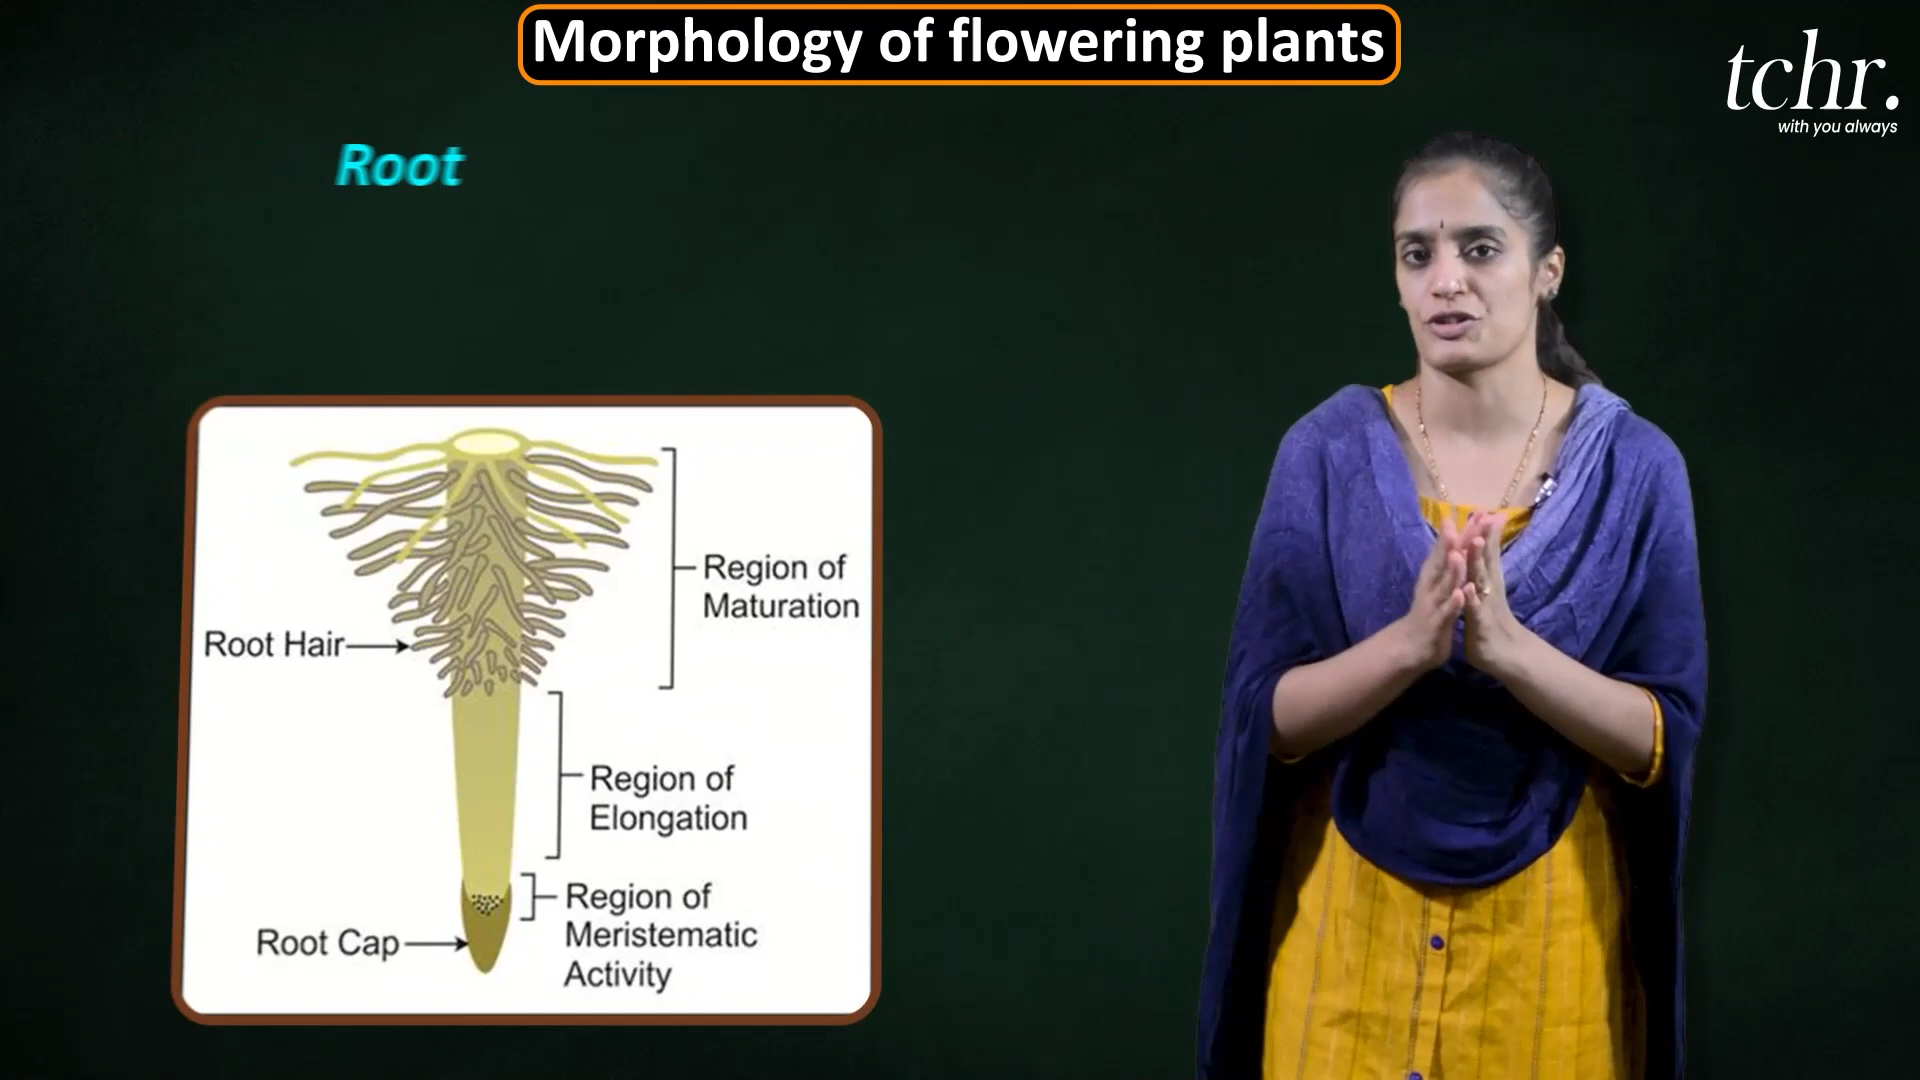 Morphology of flowering plants
tchr.
with you always
Root
Region of
Maturation
Root Hair
Region of
Elongation
Region of
Meristematic
Activity
Root Cap